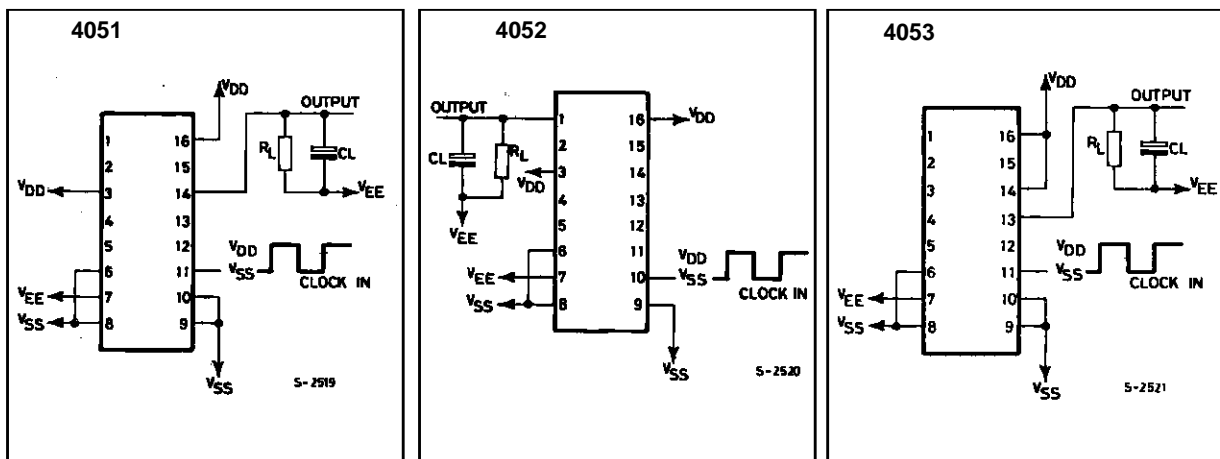 4051
VDD
OUTPUT
1
2
3
4
5
6
7
8
16
15
14
13
12
11
10
9
RL
CL
VDD
VEE
VDD
VSS
CLOCK IN
VEE
VSS
VSS
S-2519
4052
OUTPUT
1
2
3
4
5
6
7
8
16
15
14
13
12
11
10
9
VDD
CL
RL
VDD
VEE
VDD
VSS
CLOCK IN
VEE
VSS
VSS
S-2520
4053
VDD
OUTPUT
1
2
3
4
5
6
7
8
16
15
14
13
12
11
10
9
RL
CL
VEE
VDD
VSS
CLOCK IN
VEE
VSS
VSS
S-2521